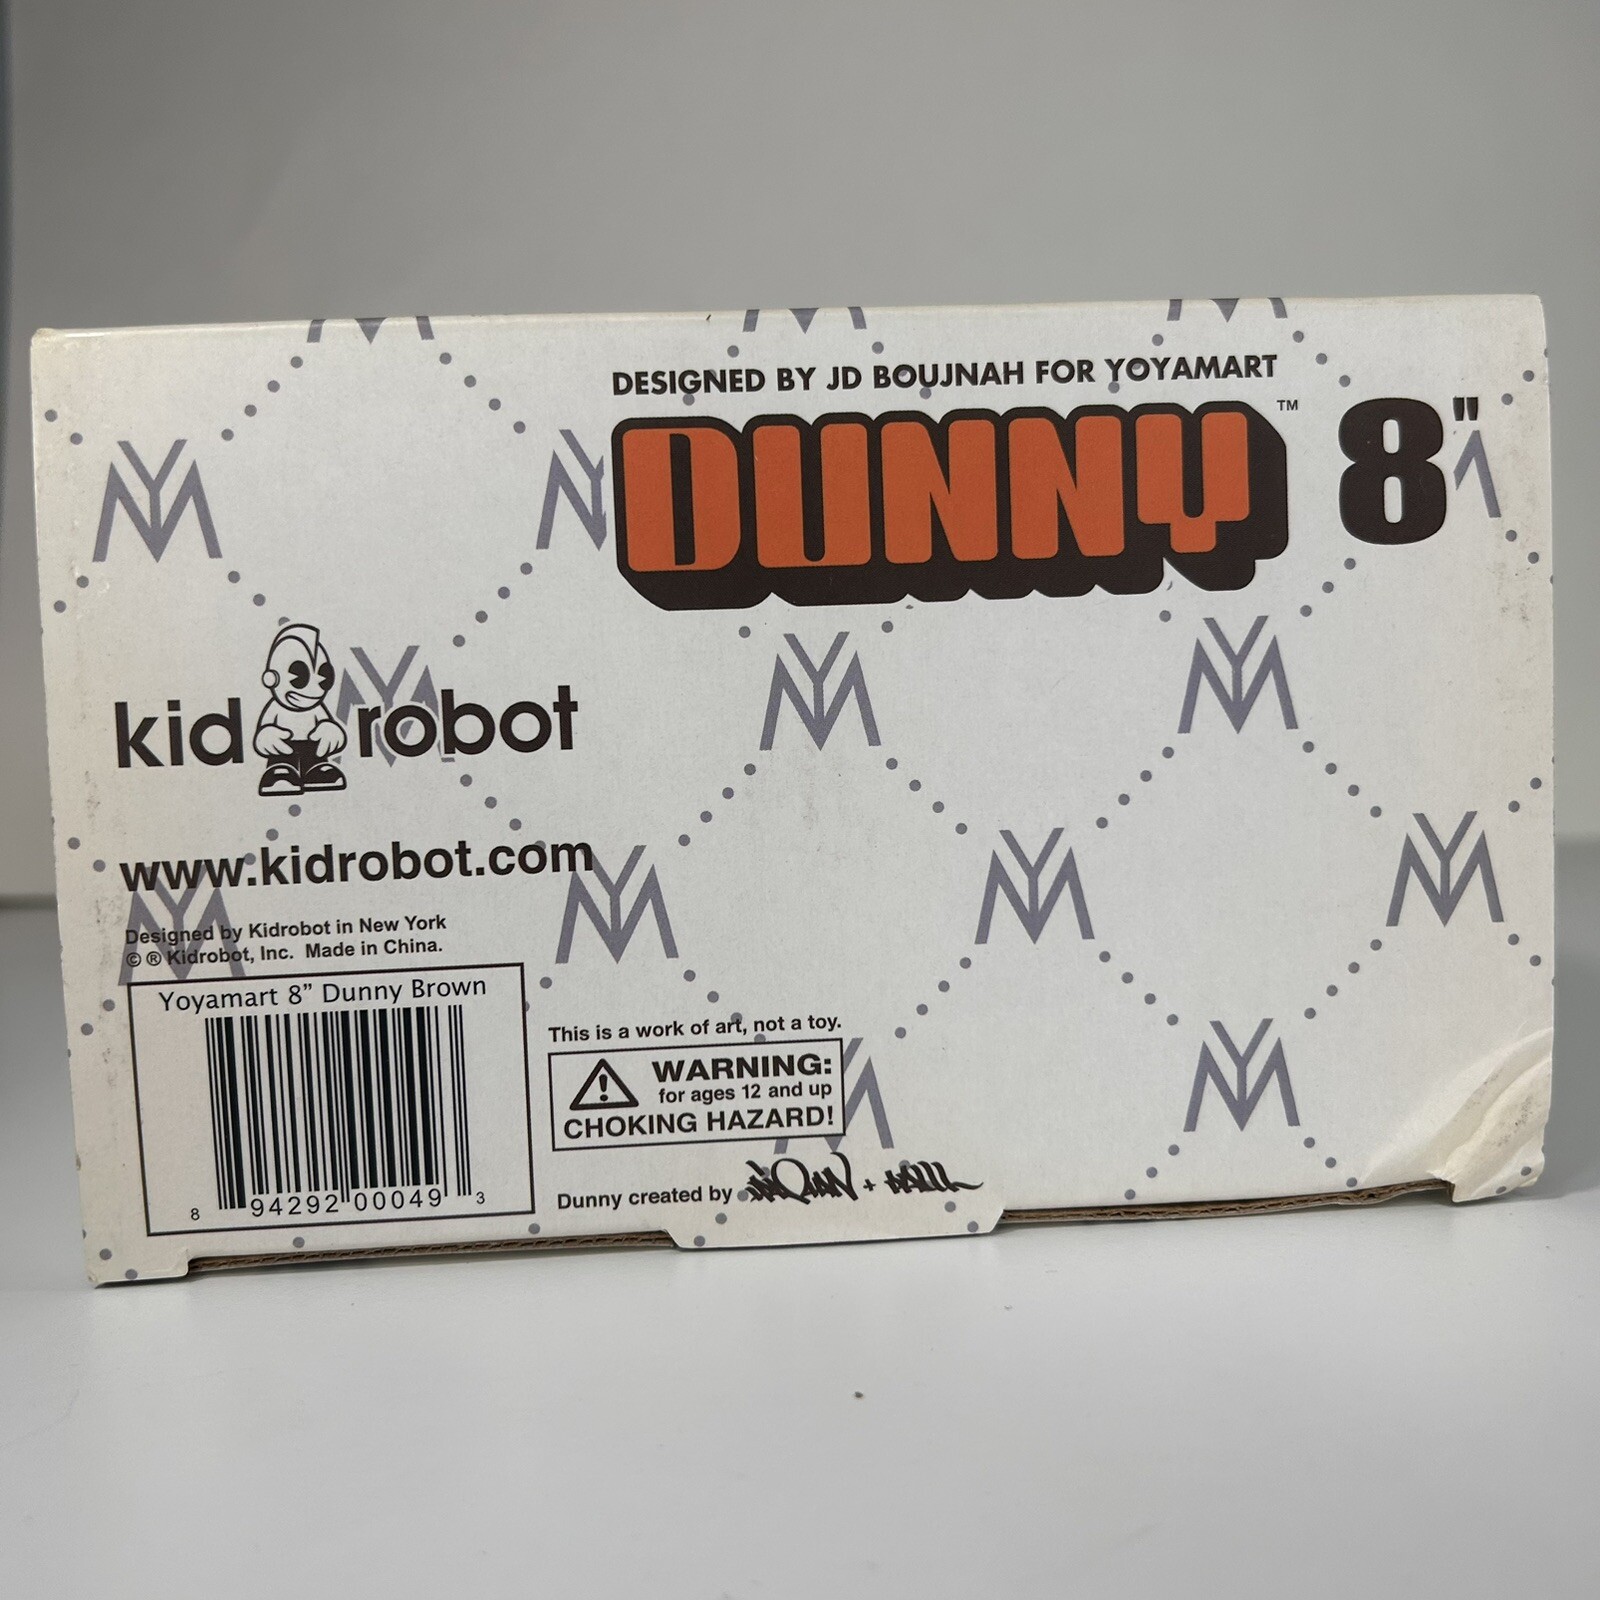 DESIGNED BY JD BOUJNAH FOR YOYAMART
DUNNY™ 8"
kidrobot
www.kidrobot.com
Designed by Kidrobot in New York
© ® Kidrobot, Inc. Made in China.
Yoyamart 8” Dunny Brown
8 94292 00049 3
This is a work of art, not a toy.
WARNING:
for ages 12 and up
CHOKING HAZARD!
Dunny created by